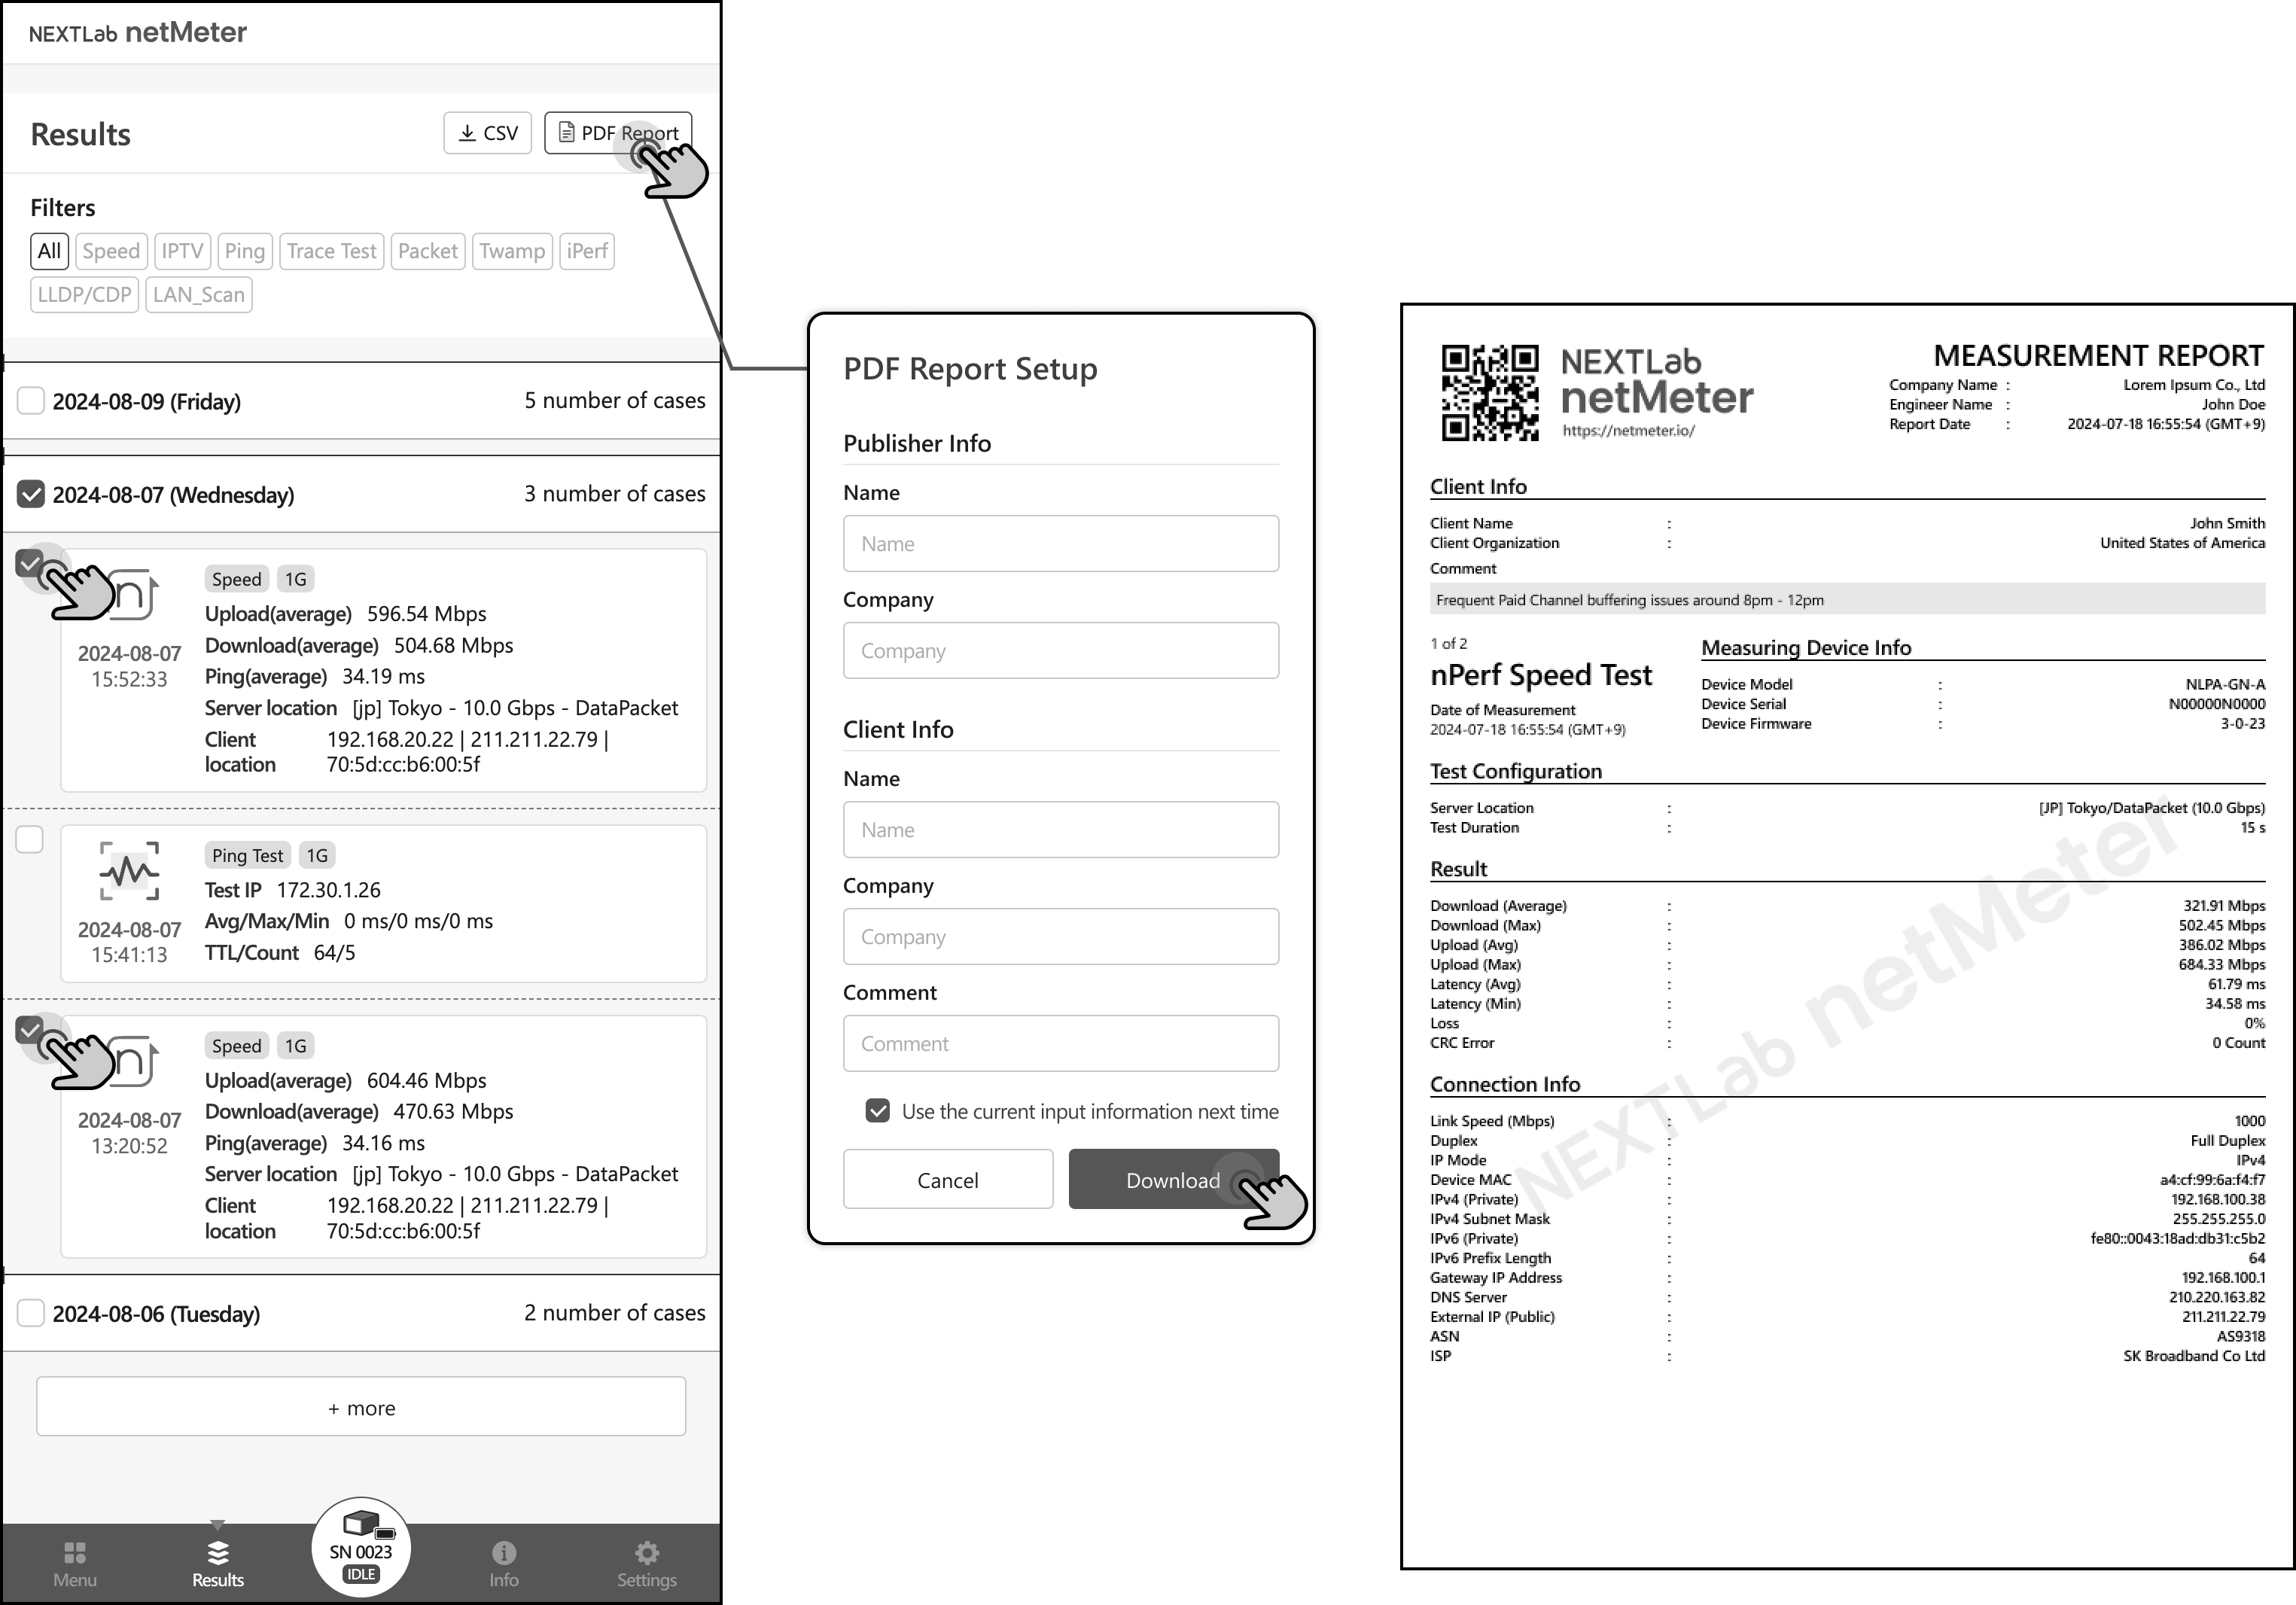 NEXTLab netMeter
Results
CSV
PDF Report
Filters
All Speed IPTV Ping Trace Test Packet Twamp iPerf
LLDP/CDP LAN_Scan
2024-08-09 (Friday) 5 number of cases
2024-08-07 (Wednesday) 3 number of cases
Speed 1G
Upload(average) 596.54 Mbps
Download(average) 504.68 Mbps
Ping(average) 34.19 ms
Server location [jp] Tokyo - 10.0 Gbps - DataPacket
Client location 192.168.20.22 | 211.211.22.79 |
70:5d:cc:b6:00:5f
2024-08-07
15:52:33
Ping Test 1G
Test IP 172.30.1.26
Avg/Max/Min 0 ms/0 ms/0 ms
TTL/Count 64/5
2024-08-07
15:41:13
Speed 1G
Upload(average) 604.46 Mbps
Download(average) 470.63 Mbps
Ping(average) 34.16 ms
Server location [jp] Tokyo - 10.0 Gbps - DataPacket
Client location 192.168.20.22 | 211.211.22.79 |
70:5d:cc:b6:00:5f
2024-08-07
13:20:52
2024-08-06 (Tuesday) 2 number of cases
+ more
Menu
Results
SN 0023
IDLE
Info
Settings
PDF Report Setup
Publisher Info
Name
Name
Company
Company
Client Info
Name
Name
Company
Company
Comment
Comment
Use the current input information next time
Cancel
Download
NEXTLab
netMeter
https://netmeter.io/
MEASUREMENT REPORT
Company Name : Lorem Ipsum Co., Ltd
Engineer Name : John Doe
Report Date : 2024-07-18 16:55:54 (GMT+9)
Client Info
Client Name : John Smith
Client Organization : United States of America
Comment
Frequent Paid Channel buffering issues around 8pm - 12pm
1 of 2
nPerf Speed Test
Date of Measurement
2024-07-18 16:55:54 (GMT+9)
Measuring Device Info
Device Model : NLPA-GN-A
Device Serial : N00000N0000
Device Firmware : 3-0-23
Test Configuration
Server Location : [JP] Tokyo/DataPacket (10.0 Gbps)
Test Duration : 15 s
Result
Download (Average) : 321.91 Mbps
Download (Max) : 502.45 Mbps
Upload (Avg) : 386.02 Mbps
Upload (Max) : 684.33 Mbps
Latency (Avg) : 61.79 ms
Latency (Min) : 34.58 ms
Loss : 0%
CRC Error : 0 Count
Connection Info
Link Speed (Mbps) : 1000
Duplex : Full Duplex
IP Mode : IPv4
Device MAC : a4:cf:99:6a:f4:f7
IPv4 (Private) : 192.168.100.38
IPv4 Subnet Mask : 255.255.255.0
IPv6 (Private) : fe80::0043:18ad:db31:c5b2
IPv6 Prefix Length : 64
Gateway IP Address : 192.168.100.1
DNS Server : 210.220.163.82
External IP (Public) : 211.211.22.79
ASN : AS9318
ISP : SK Broadband Co Ltd
NEXTLab netMeter